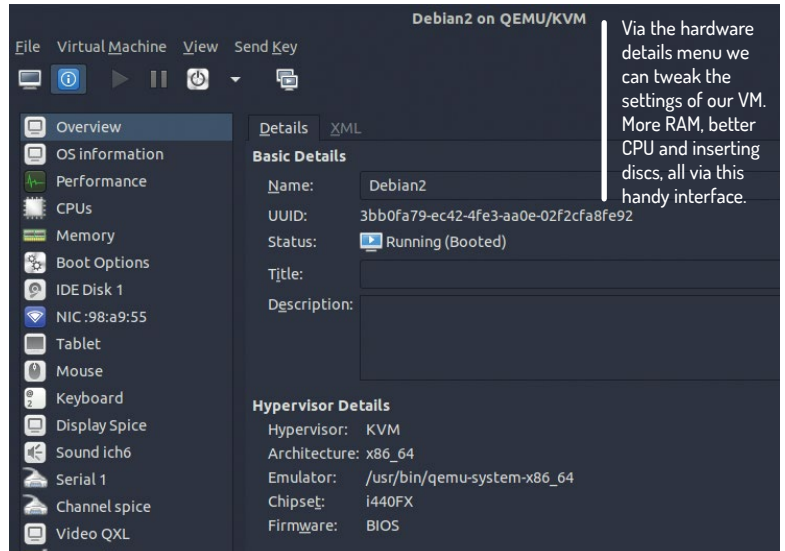 Debian2 on QEMU/KVM
File Virtual Machine View Send Key
Via the hardware
details menu we
can tweak the
settings of our VM.
More RAM, better
CPU and inserting
discs, all via this
handy interface.
Overview
OS information
Performance
CPUs
Memory
Boot Options
IDE Disk 1
NIC :98:a9:55
Tablet
Mouse
Keyboard
Display Spice
Sound ich6
Serial 1
Channel spice
Video QXL
Details XML
Basic Details
Name: Debian2
UUID: 3bb0fa79-ec42-4fe3-aa0e-02f2cfa8fe92
Status: Running (Booted)
Title:
Description:
Hypervisor Details
Hypervisor: KVM
Architecture: x86_64
Emulator: /usr/bin/qemu-system-x86_64
Chipset: i440FX
Firmware: BIOS